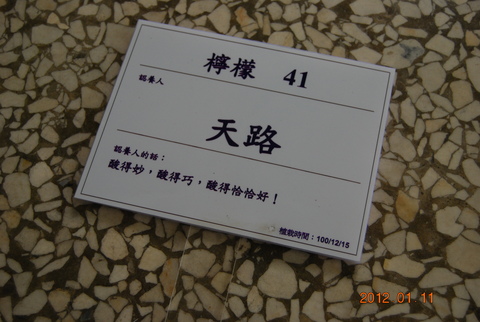 檸檬 41
認養人
天路
認養人的話：
酸得妙，酸得巧，酸得恰恰好！
種植時間：100/12/15
2012 01 11